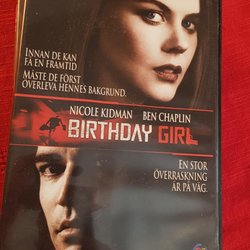 INNAN DE KAN
FÅ EN FRAMTID
MÅSTE DE FÖRST
ÖVERLEVA HENNES BAKGRUND.
NICOLE KIDMAN BEN CHAPLIN
BIRTHDAY GIRL
EN STOR
ÖVERRASKNING
ÄR PÅ VÄG.